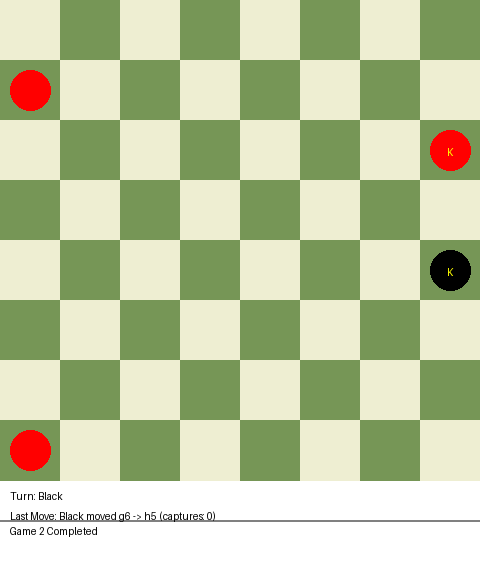 K
K
Turn: Black
Last Move: Black moved g6 -> h5 (captures: 0)
Game 2 Completed